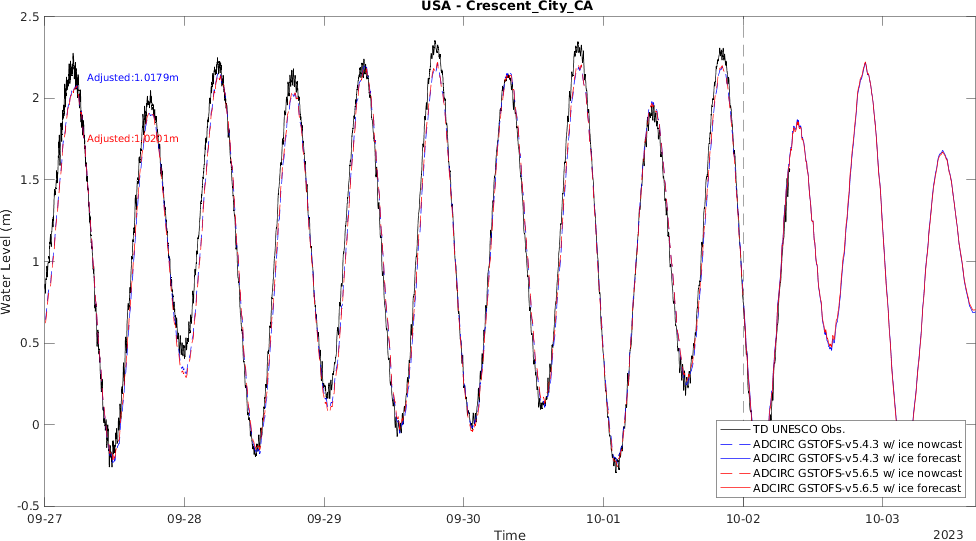 USA - Crescent_City_CA
2.5
2
1.5
1
0.5
0
-0.5
Water Level (m)
Adjusted:1.0179m
Adjusted:1.0201m
TD UNESCO Obs.
ADCIRC GSTOFS-v5.4.3 w/ ice nowcast
ADCIRC GSTOFS-v5.4.3 w/ ice forecast
ADCIRC GSTOFS-v5.6.5 w/ ice nowcast
ADCIRC GSTOFS-v5.6.5 w/ ice forecast
09-27 09-28 09-29 09-30 10-01 10-02 10-03
Time
2023